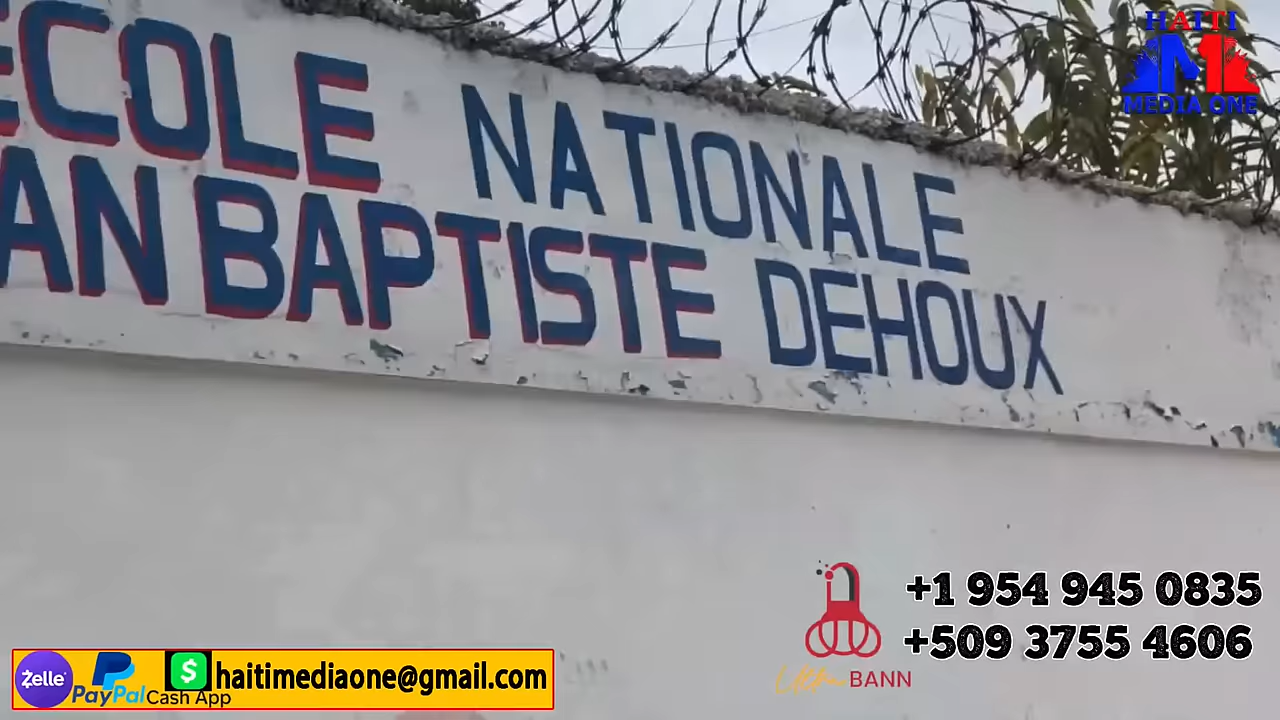 ECOLE NATIONALE
AN BAPTISTE DEHOUX
HAITI
MEDIA ONE
+1 954 945 0835
+509 3755 4606
BANN
Zelle PayPal Cash App haitimediaone@gmail.com